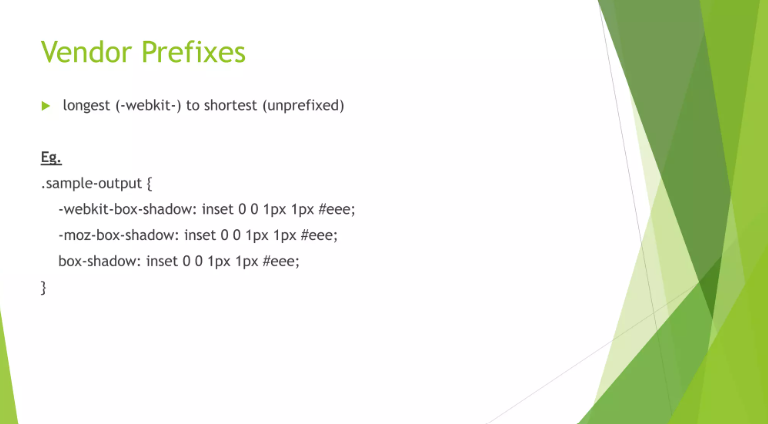 Vendor Prefixes
longest (-webkit-) to shortest (unprefixed)
Eg.
.sample-output {
-webkit-box-shadow: inset 0 0 1px 1px #eee;
-moz-box-shadow: inset 0 0 1px 1px #eee;
box-shadow: inset 0 0 1px 1px #eee;
}